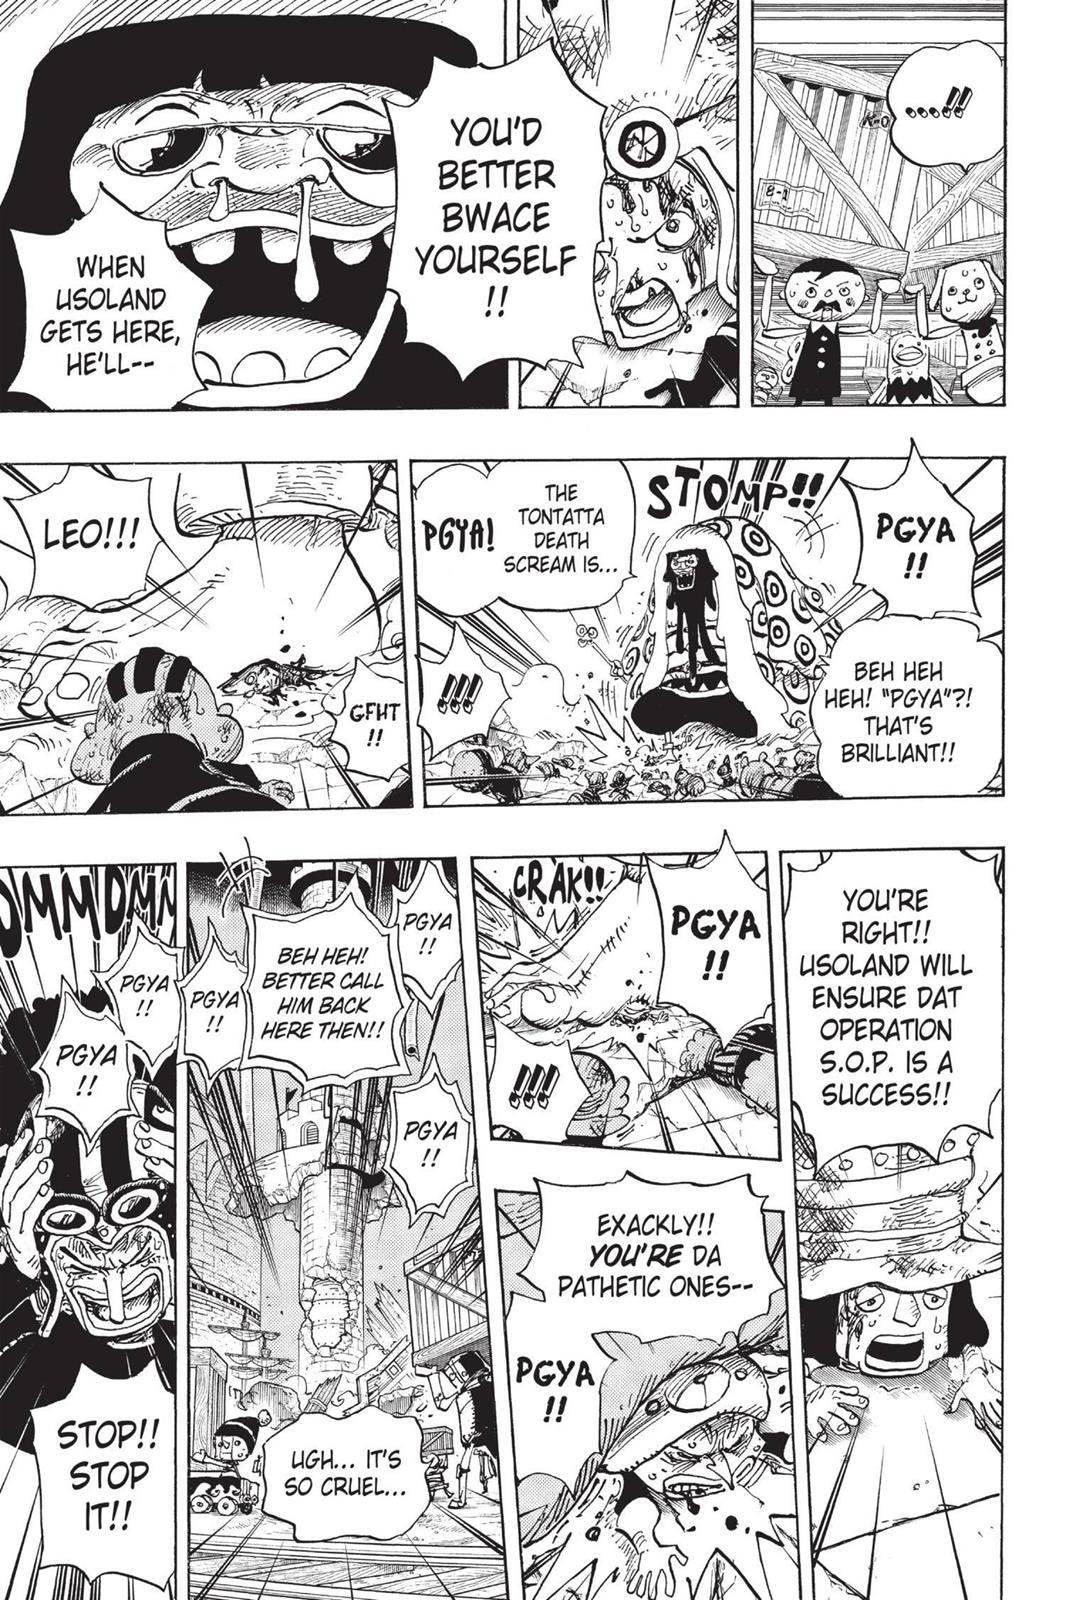 .....!!
K-0
8-1
YOU'D
BETTER
BWACE
YOURSELF
!!
WHEN
USOLAND
GETS HERE,
HE'LL--
PGYA
!!
BEH HEH
HEH! "PGYA"?!
THAT'S
BRILLIANT!!
STOMP!!
THE
TONTATTA
DEATH
SCREAM IS...
PGYA!
!!!
LEO!!!
GFHT
!!
YOU'RE
RIGHT!!
USOLAND WILL
ENSURE DAT
OPERATION
S.O.P. IS A
SUCCESS!!
PGYA
!!
CRAK!!
!!!
EXACKLY!!
YOU'RE DA
PATHETIC ONES--
PGYA
!!
PGYA
!!
BEH HEH!
BETTER CALL
HIM BACK
HERE THEN!!
PGYA
!!
PGYA
!!
UGH... IT'S
SO CRUEL...
PGYA
!!
PGYA
!!
STOP!!
STOP
IT!!